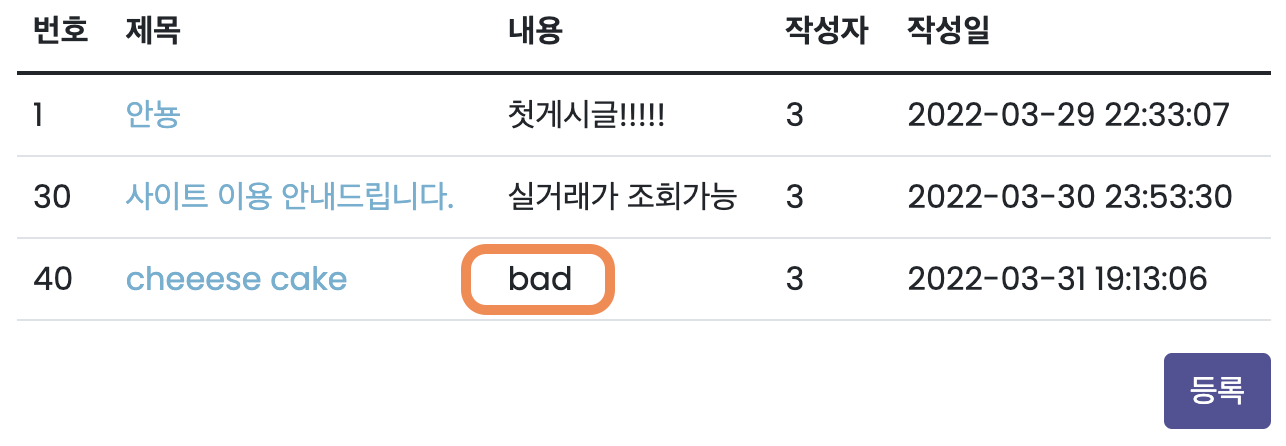 번호 제목 내용 작성자 작성일
1 안뇽 첫게시글!!!!! 3 2022-03-29 22:33:07
30 사이트 이용 안내드립니다. 실거래가 조회가능 3 2022-03-30 23:53:30
40 cheeese cake bad 3 2022-03-31 19:13:06
등록